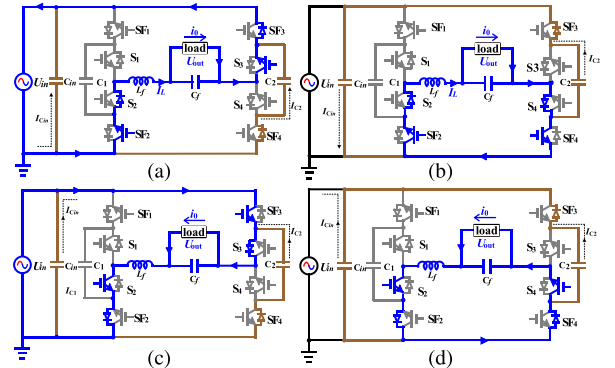 i0
SF1
SF3
load
S1
S3
Uout
Uin
Cin
C1
Lf
IL
Cf
C2
IC2
ICin
S2
S4
SF2
SF4
(a)
i0
SF1
SF3
load
S1
S3
IC2
Uout
Uin
Cin
C1
Lf
IL
Cf
C2
ICin
S2
S4
SF2
SF4
(b)
i0
SF1
SF3
ICin
load
IC2
S1
S3
Uout
Uin
Cin
C1
Lf
Cf
C2
IC1
S2
S4
SF2
SF4
(c)
i0
SF1
SF3
ICin
load
IC2
S1
S3
Uout
Uin
Cin
C1
Lf
Cf
C2
S2
S4
SF2
SF4
(d)